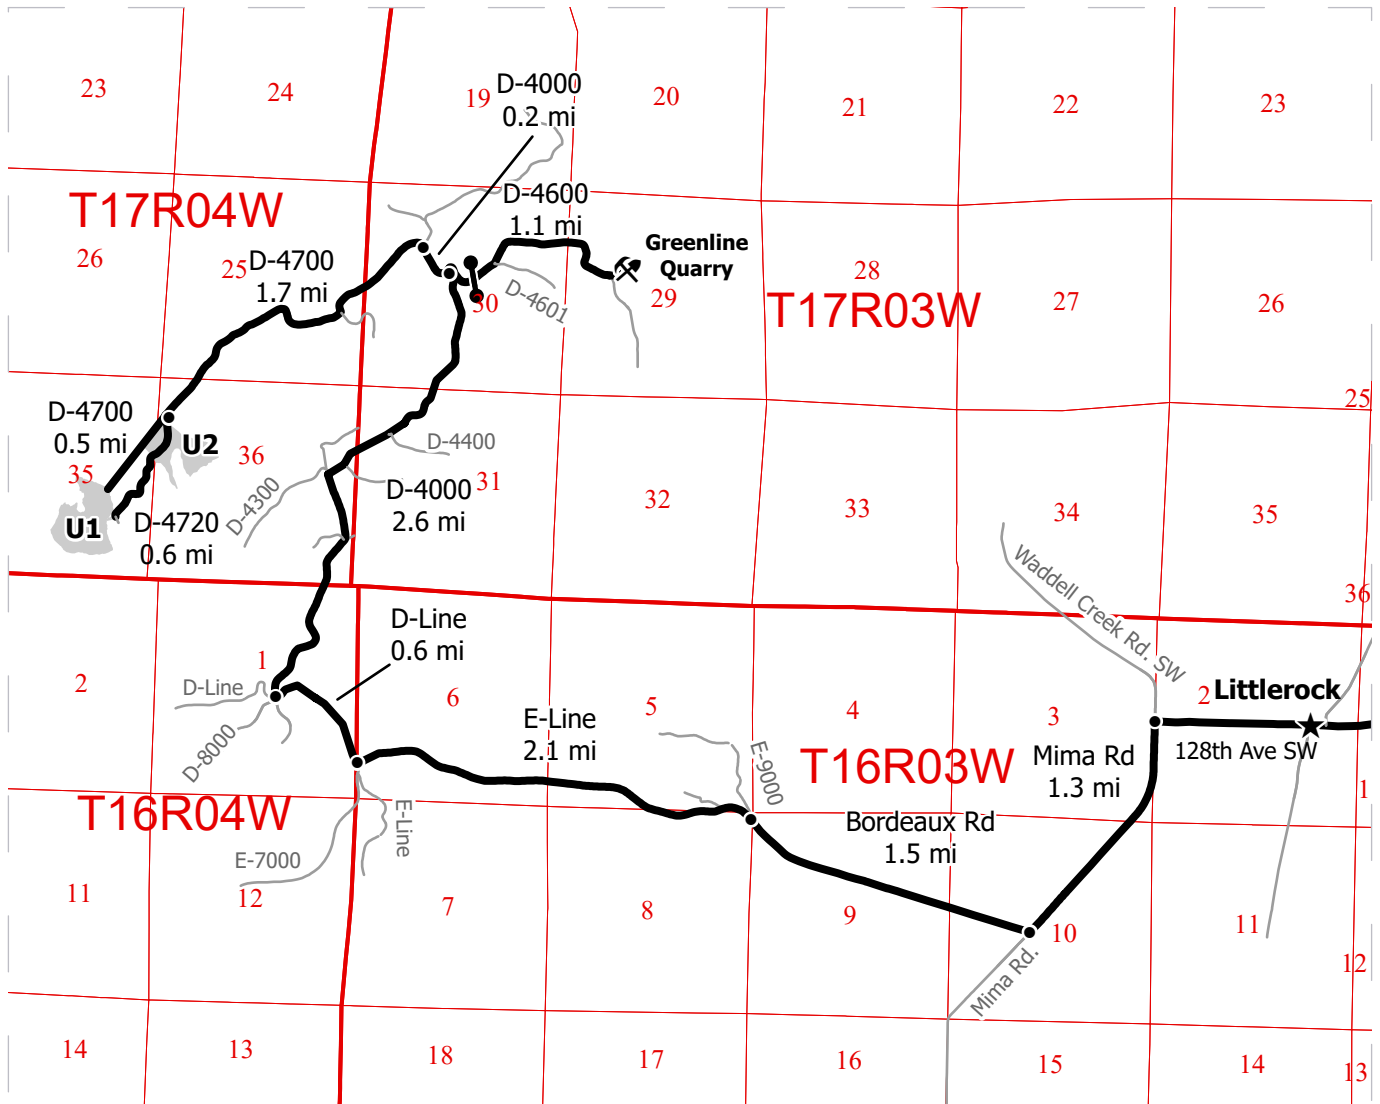 23
24
19
D-4000
0.2 mi
20
21
22
23
T17R04W
D-4600
1.1 mi
26
25
D-4700
1.7 mi
Greenline
Quarry
30
D-4601
29
28
T17R03W
27
26
25
D-4700
0.5 mi
U2
36
35
D-4400
31
D-4000
2.6 mi
D-4300
32
33
34
35
U1
D-4720
0.6 mi
Waddell Creek Rd. SW
36
D-Line
0.6 mi
1
2
D-Line
D-8000
6
E-Line
2.1 mi
5
E-9000
4
T16R03W
3
Mima Rd
1.3 mi
2
Littlerock
128th Ave SW
1
T16R04W
E-Line
E-7000
Bordeaux Rd
1.5 mi
11
12
7
8
9
10
11
12
Mima Rd.
14
13
18
17
16
15
14
13